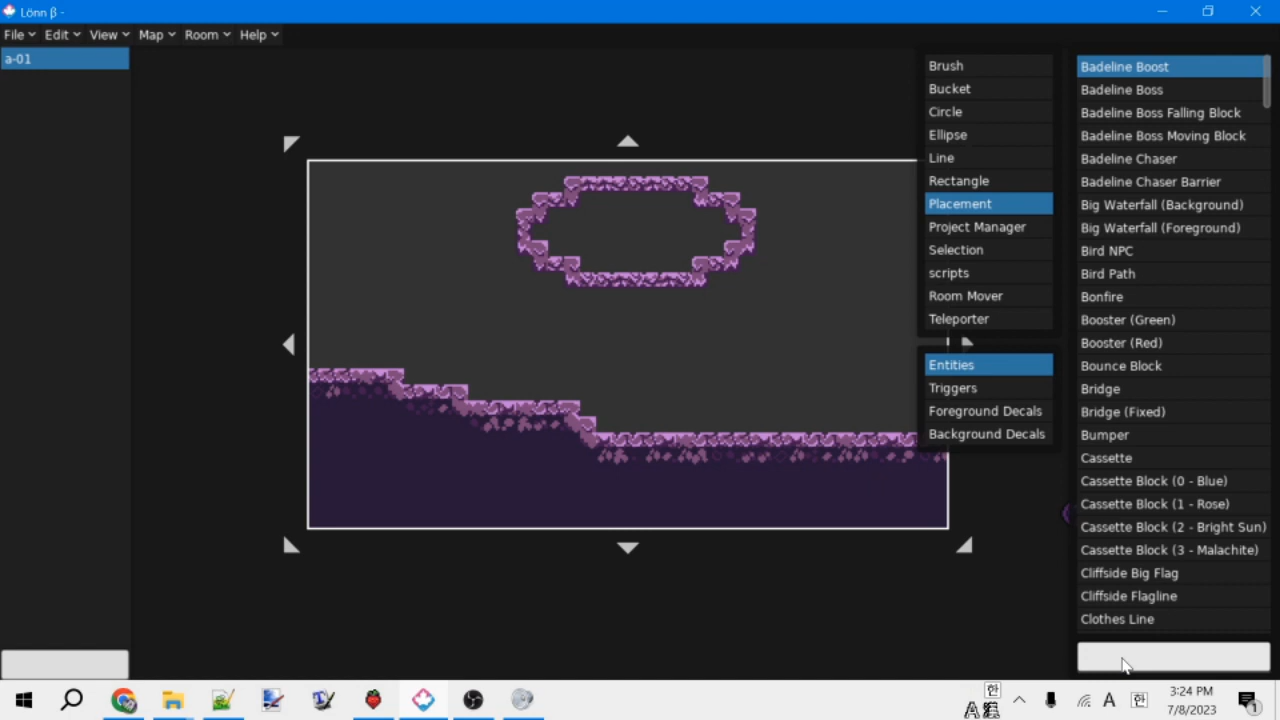 Lönn β -
File Edit View Map Room Help
a-01
Brush
Bucket
Circle
Ellipse
Line
Rectangle
Placement
Project Manager
Selection
scripts
Room Mover
Teleporter
Entities
Triggers
Foreground Decals
Background Decals
Badeline Boost
Badeline Boss
Badeline Boss Falling Block
Badeline Boss Moving Block
Badeline Chaser
Badeline Chaser Barrier
Big Waterfall (Background)
Big Waterfall (Foreground)
Bird NPC
Bird Path
Bonfire
Booster (Green)
Booster (Red)
Bounce Block
Bridge
Bridge (Fixed)
Bumper
Cassette
Cassette Block (0 - Blue)
Cassette Block (1 - Rose)
Cassette Block (2 - Bright Sun)
Cassette Block (3 - Malachite)
Cliffside Big Flag
Cliffside Flagline
Clothes Line
한
A 漢
A 한
3:24 PM
7/8/2023
1